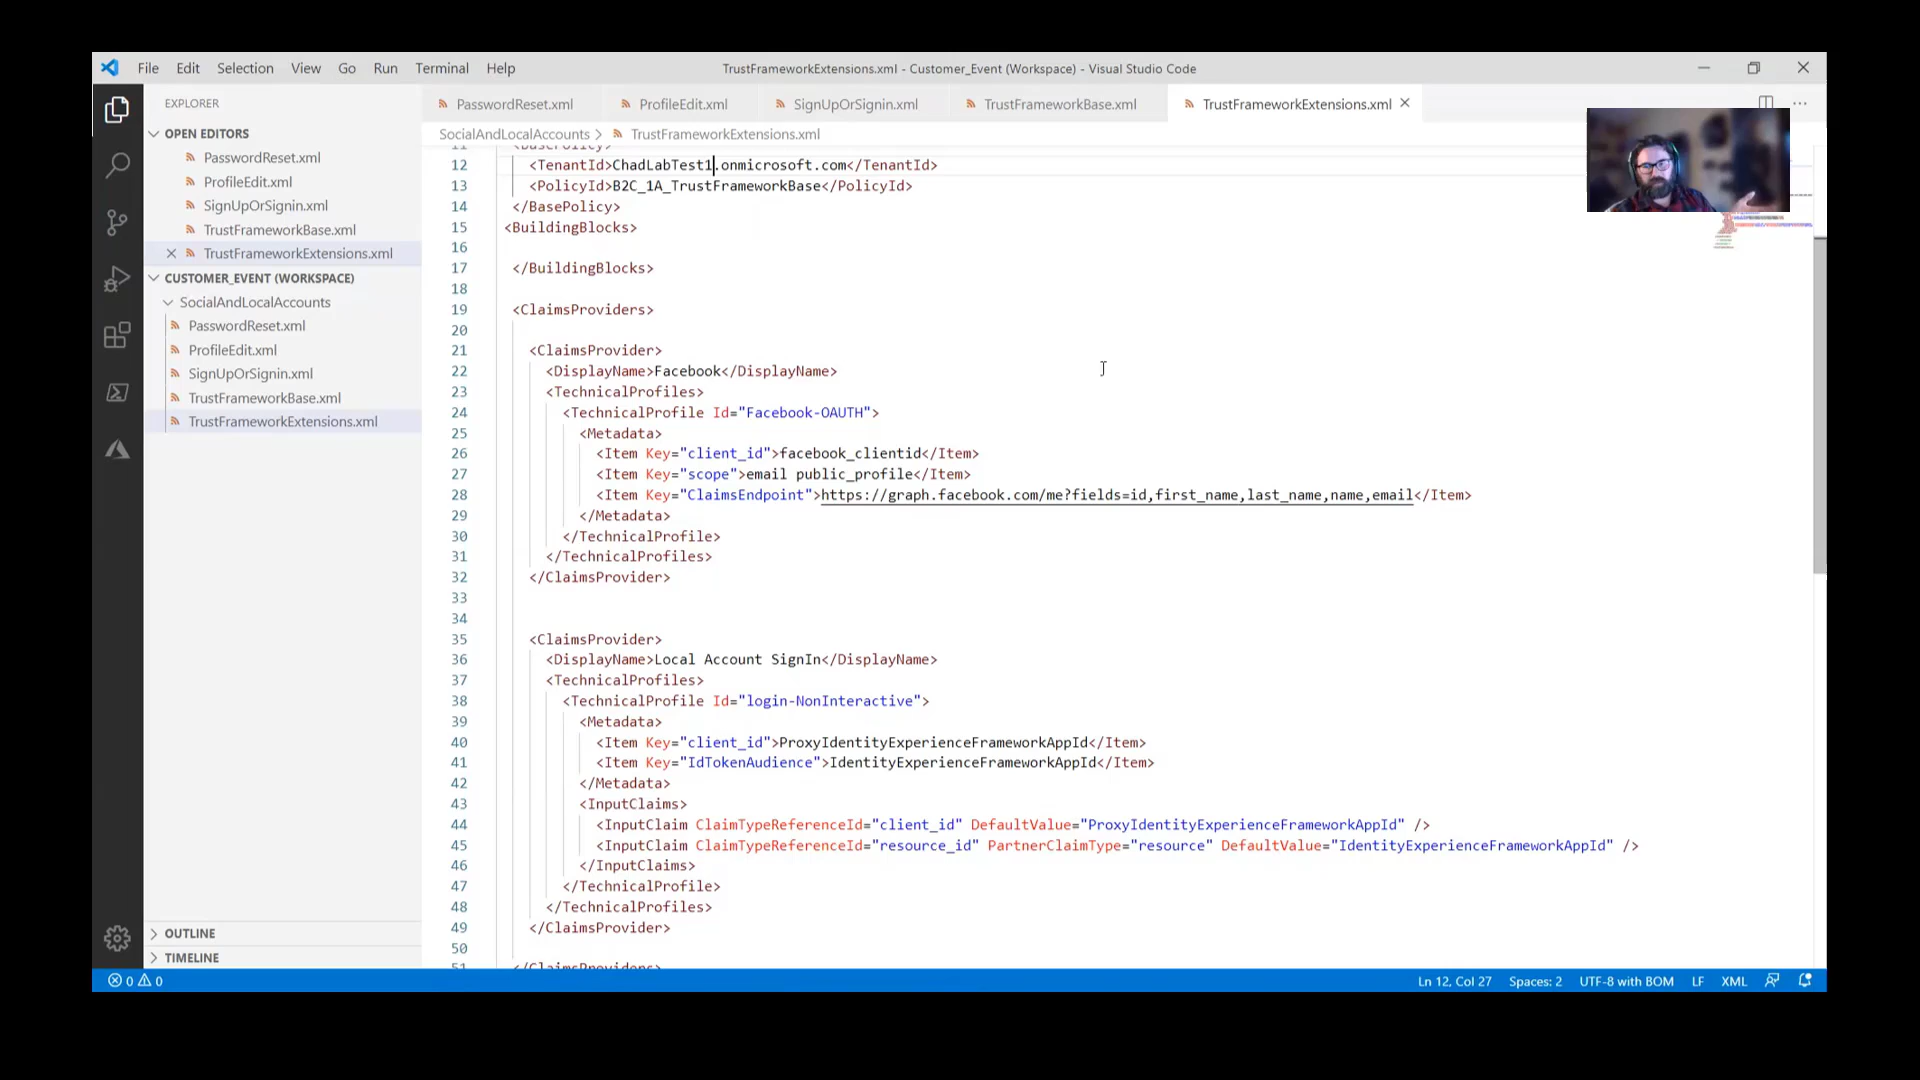 File Edit Selection View Go Run Terminal Help
TrustFrameworkExtensions.xml - Customer_Event (Workspace) - Visual Studio Code
EXPLORER
OPEN EDITORS
PasswordReset.xml
ProfileEdit.xml
SignUpOrSignin.xml
TrustFrameworkBase.xml
TrustFrameworkExtensions.xml
CUSTOMER_EVENT (WORKSPACE)
SocialAndLocalAccounts
PasswordReset.xml
ProfileEdit.xml
SignUpOrSignin.xml
TrustFrameworkBase.xml
TrustFrameworkExtensions.xml
OUTLINE
TIMELINE
PasswordReset.xml ProfileEdit.xml SignUpOrSignin.xml TrustFrameworkBase.xml TrustFrameworkExtensions.xml
SocialAndLocalAccounts > TrustFrameworkExtensions.xml
11 <BasePolicy>
12 <TenantId>ChadLabTest1.onmicrosoft.com</TenantId>
13 <PolicyId>B2C_1A_TrustFrameworkBase</PolicyId>
14 </BasePolicy>
15 <BuildingBlocks>
16
17 </BuildingBlocks>
18
19 <ClaimsProviders>
20
21 <ClaimsProvider>
22 <DisplayName>Facebook</DisplayName>
23 <TechnicalProfiles>
24 <TechnicalProfile Id="Facebook-OAUTH">
25 <Metadata>
26 <Item Key="client_id">facebook_clientid</Item>
27 <Item Key="scope">email public_profile</Item>
28 <Item Key="ClaimsEndpoint">https://graph.facebook.com/me?fields=id,first_name,last_name,name,email</Item>
29 </Metadata>
30 </TechnicalProfile>
31 </TechnicalProfiles>
32 </ClaimsProvider>
33
34
35 <ClaimsProvider>
36 <DisplayName>Local Account SignIn</DisplayName>
37 <TechnicalProfiles>
38 <TechnicalProfile Id="login-NonInteractive">
39 <Metadata>
40 <Item Key="client_id">ProxyIdentityExperienceFrameworkAppId</Item>
41 <Item Key="IdTokenAudience">IdentityExperienceFrameworkAppId</Item>
42 </Metadata>
43 <InputClaims>
44 <InputClaim ClaimTypeReferenceId="client_id" DefaultValue="ProxyIdentityExperienceFrameworkAppId" />
45 <InputClaim ClaimTypeReferenceId="resource_id" PartnerClaimType="resource" DefaultValue="IdentityExperienceFrameworkAppId" />
46 </InputClaims>
47 </TechnicalProfile>
48 </TechnicalProfiles>
49 </ClaimsProvider>
50
51 </ClaimsProviders>
0 0 Ln 12, Col 27 Spaces: 2 UTF-8 with BOM LF XML